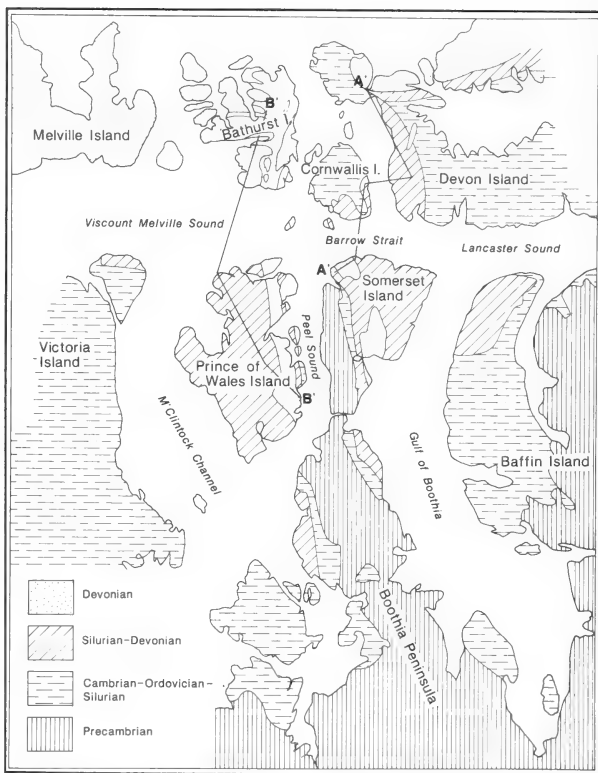 A'
B'
Melville Island
Bathurst I.
Cornwallis I.
Devon Island
Viscount Melville Sound
Barrow Strait
Lancaster Sound
A'
Somerset
Island
Victoria
Island
Peel Sound
Prince of
Wales Island
B'
M'Clintock Channel
Gulf of Boothia
Baffin Island
Boothia Peninsula
Devonian
Silurian-Devonian
Cambrian-Ordovician-
Silurian
Precambrian